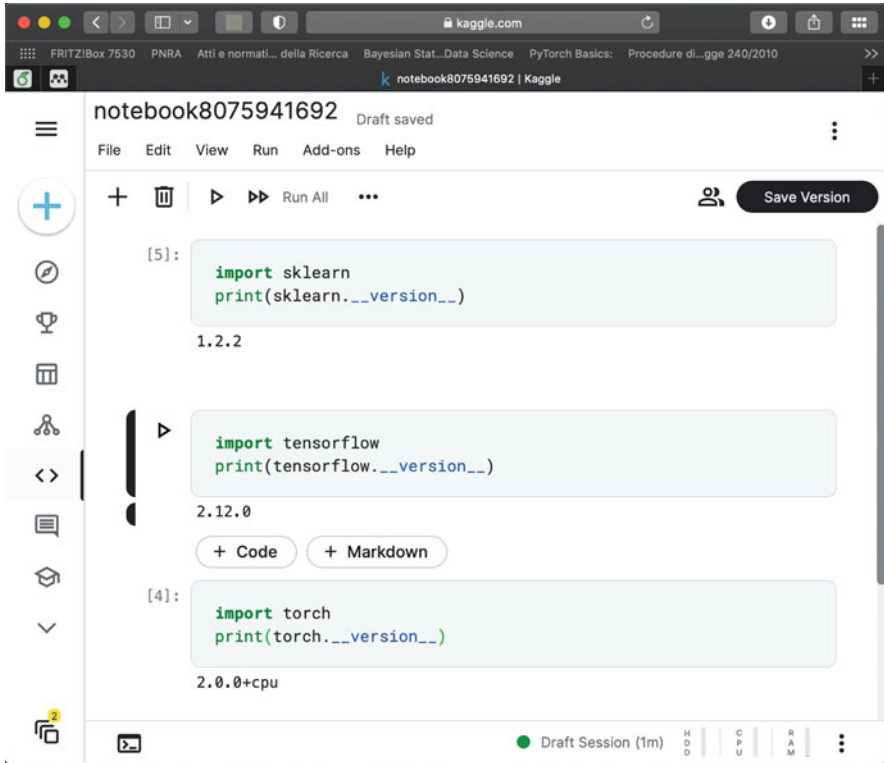 kaggle.com
FRITZ!Box 7530 PNRA Atti e normati... della Ricerca Bayesian Stat...Data Science PyTorch Basics: Procedure di...gge 240/2010 >>
notebook8075941692 | Kaggle
notebook8075941692 Draft saved
File Edit View Run Add-ons Help
Run All
Save Version
[5]:
import sklearn
print(sklearn.__version__)
1.2.2
import tensorflow
print(tensorflow.__version__)
2.12.0
+ Code + Markdown
[4]:
import torch
print(torch.__version__)
2.0.0+cpu
2
Draft Session (1m) HDD CPU RAM